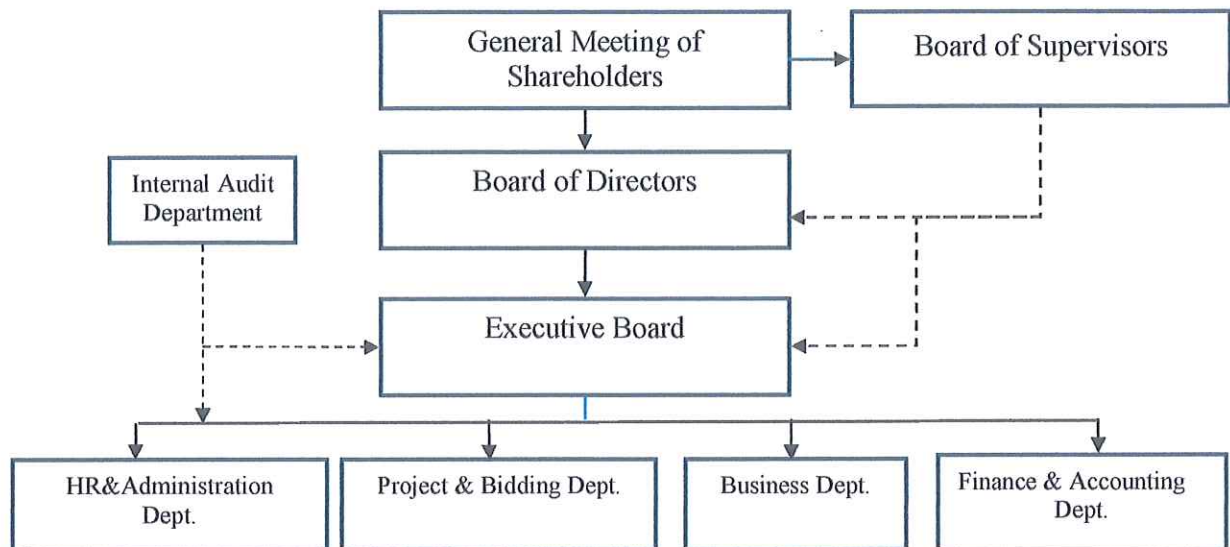 General Meeting of
Shareholders
Board of Supervisors
Internal Audit
Department
Board of Directors
Executive Board
HR&Administration
Dept.
Project & Bidding Dept.
Business Dept.
Finance & Accounting
Dept.